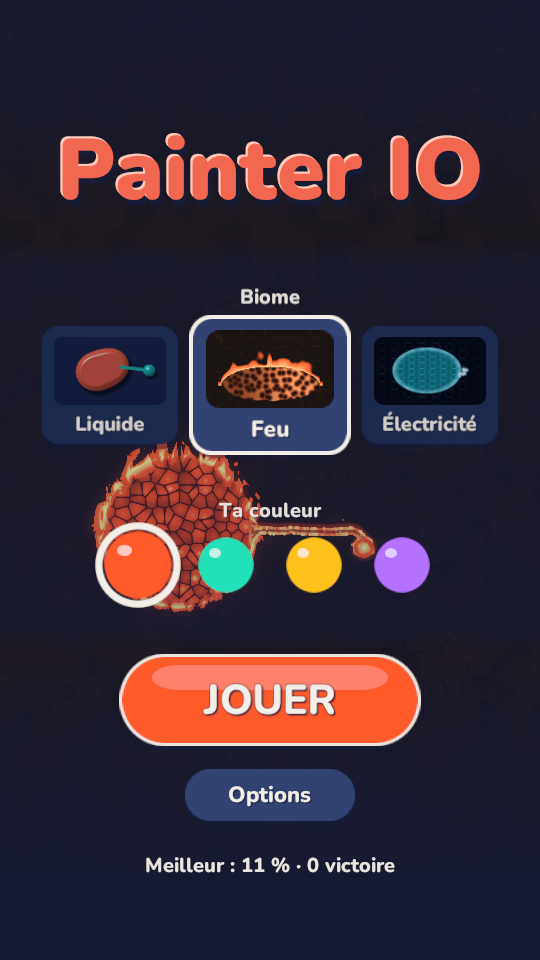 Painter IO
Biome
Liquide
Feu
Électricité
Ta couleur
JOUER
Options
Meilleur : 11 % · 0 victoire